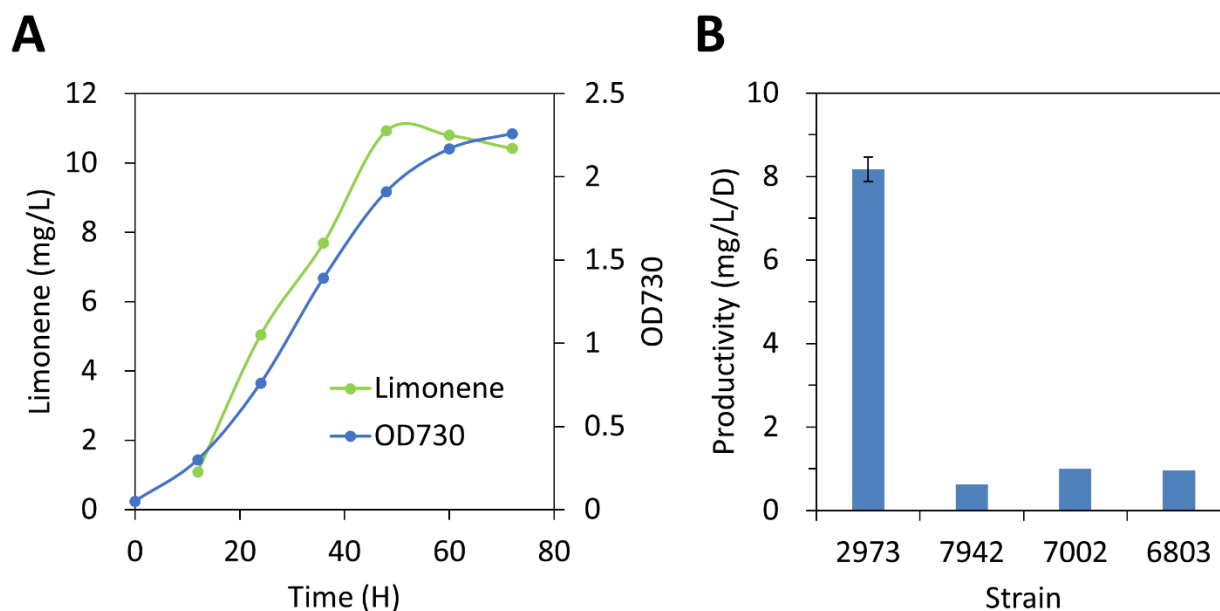 A
Limonene (mg/L)
12
10
8
6
4
2
0
0 20 40 60 80
Time (H)
2.5
2
1.5
1
0.5
0
OD730
Limonene
OD730
B
Productivity (mg/L/D)
10
8
6
4
2
0
2973 7942 7002 6803
Strain